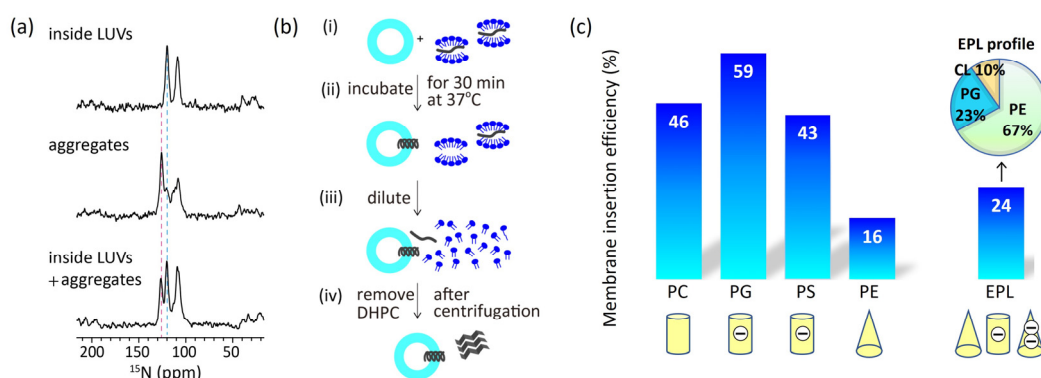 (a)
inside LUVs
aggregates
inside LUVs
+aggregates
200 150 100 50
¹⁵N (ppm)
(b)
(i)
+
(ii) incubate for 30 min
at 37°C
(iii) dilute
(iv) remove after
DHPC centrifugation
(c)
Membrane insertion efficiency (%)
46
59
43
16
24
PC PG PS PE EPL
EPL profile
CL 10%
PG
23%
PE
67%